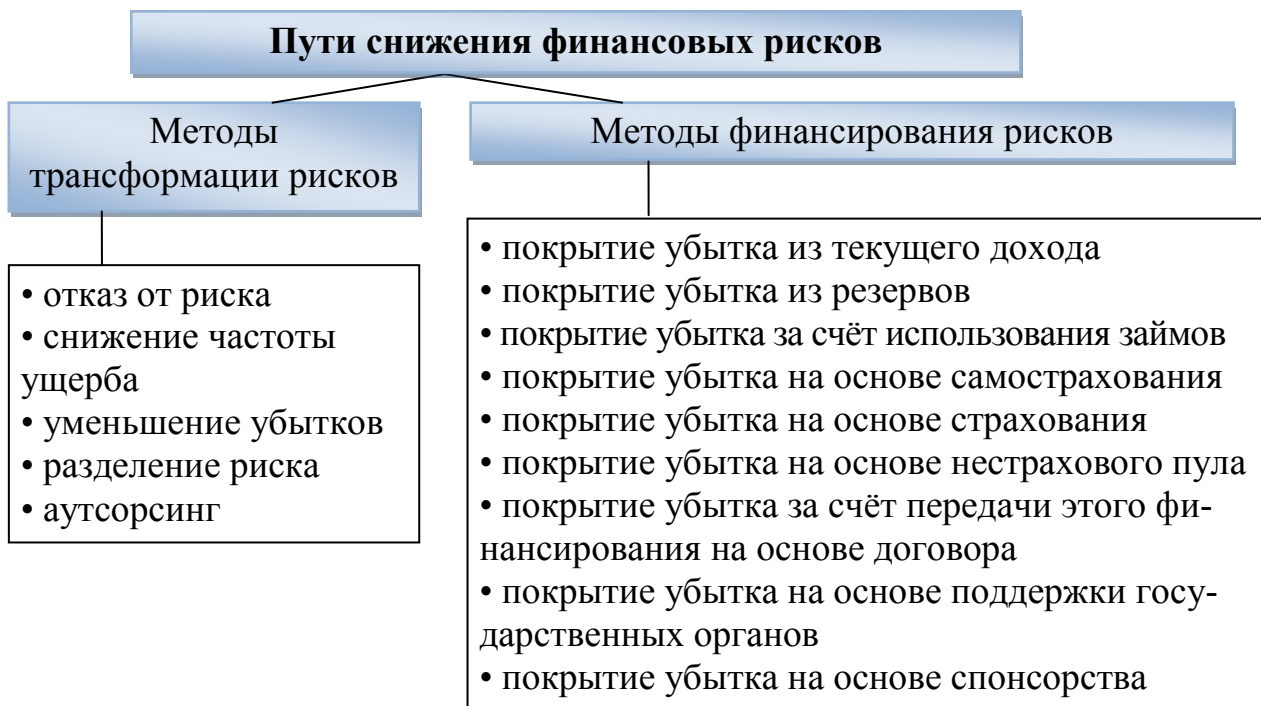 Пути снижения финансовых рисков
Методы
трансформации рисков
• отказ от риска
• снижение частоты
ущерба
• уменьшение убытков
• разделение риска
• аутсорсинг
Методы финансирования рисков
• покрытие убытка из текущего дохода
• покрытие убытка из резервов
• покрытие убытка за счёт использования займов
• покрытие убытка на основе самострахования
• покрытие убытка на основе страхования
• покрытие убытка на основе нестрахового пула
• покрытие убытка за счёт передачи этого фи-
нансирования на основе договора
• покрытие убытка на основе поддержки госу-
дарственных органов
• покрытие убытка на основе спонсорства